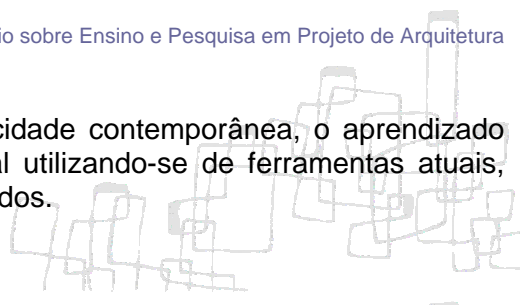 io sobre Ensino e Pesquisa em Projeto de Arquitetura
cidade contemporânea, o aprendizado
al utilizando-se de ferramentas atuais,
dos.